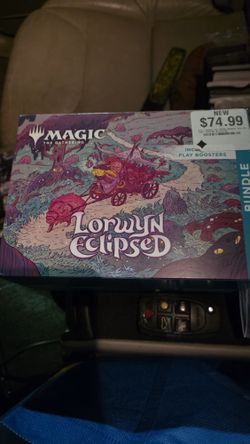 NEW
$74.99
MAGIC
THE GATHERING
PLAY BOOSTERS
LORWYN
ECLIPSED
BUNDLE